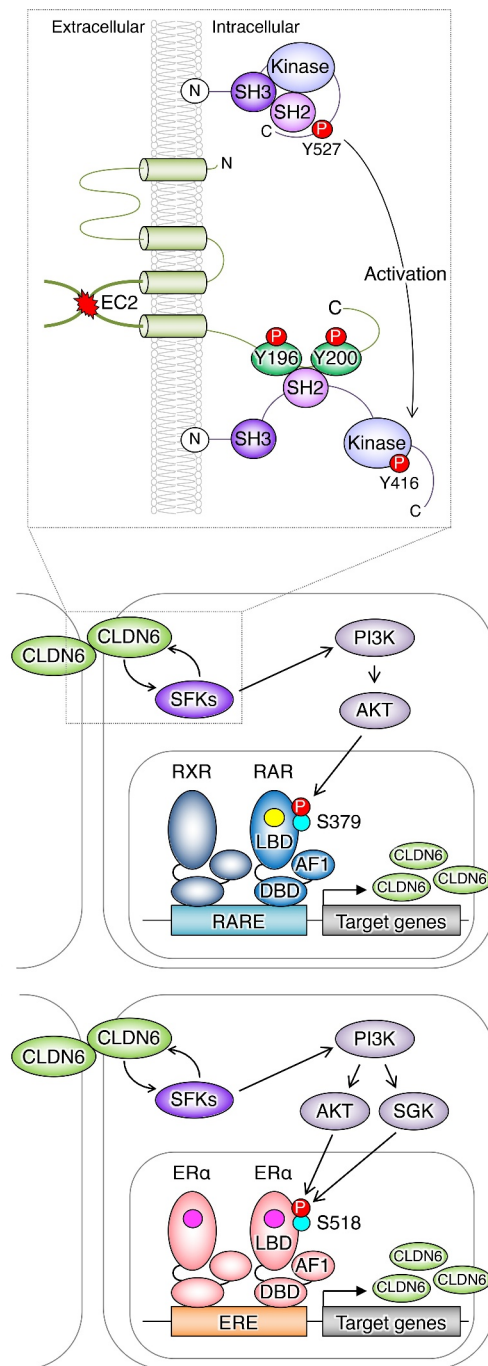 Extracellular Intracellular
Kinase
N
SH3
SH2
C
P
Y527
N
Activation
EC2
C
P P
Y196 Y200
SH2
N
SH3
Kinase
P
Y416
C
CLDN6
CLDN6
SFKs
PI3K
AKT
RXR RAR
P
S379
LBD
AF1
DBD
CLDN6
CLDN6
CLDN6
RARE
Target genes
CLDN6
CLDN6
SFKs
PI3K
AKT SGK
ERα ERα
P
S518
LBD
AF1
DBD
CLDN6
CLDN6
CLDN6
ERE
Target genes